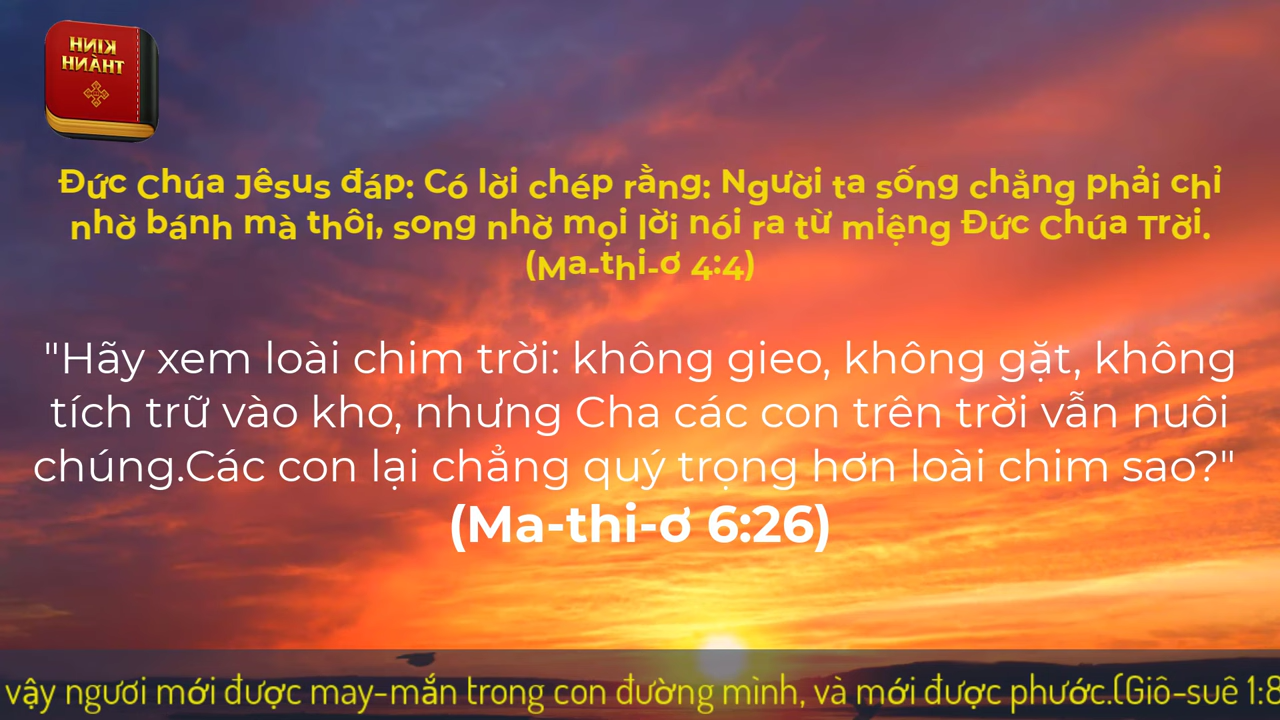 KINH
THÁNH
Đức Chúa Jêsus đáp: Có lời chép rằng: Người ta sống chẳng phải chỉ
nhờ bánh mà thôi, song nhờ mọi lời nói ra từ miệng Đức Chúa Trời.
(Ma-thi-ơ 4:4)
"Hãy xem loài chim trời: không gieo, không gặt, không
tích trữ vào kho, nhưng Cha các con trên trời vẫn nuôi
chúng.Các con lại chẳng quý trọng hơn loài chim sao?"
(Ma-thi-ơ 6:26)
vậy ngươi mới được may-mắn trong con đường mình, và mới được phước.(Giô-suê 1:8